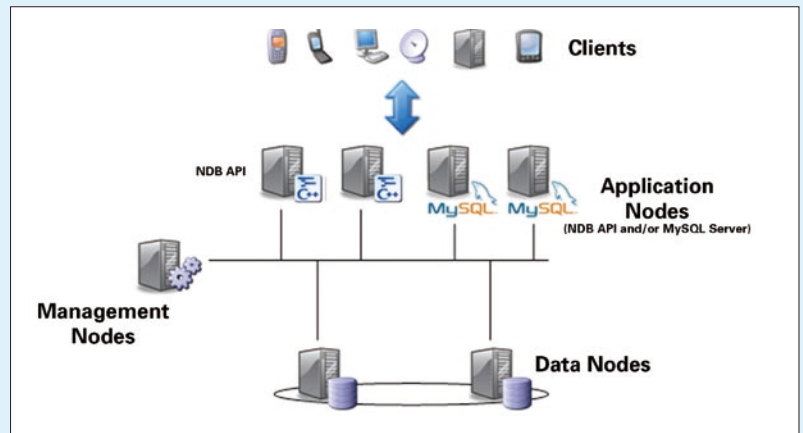 Clients
NDB API
C++
C++
MySQL
MySQL
Application
Nodes
(NDB API and/or MySQL Server)
Management
Nodes
Data Nodes